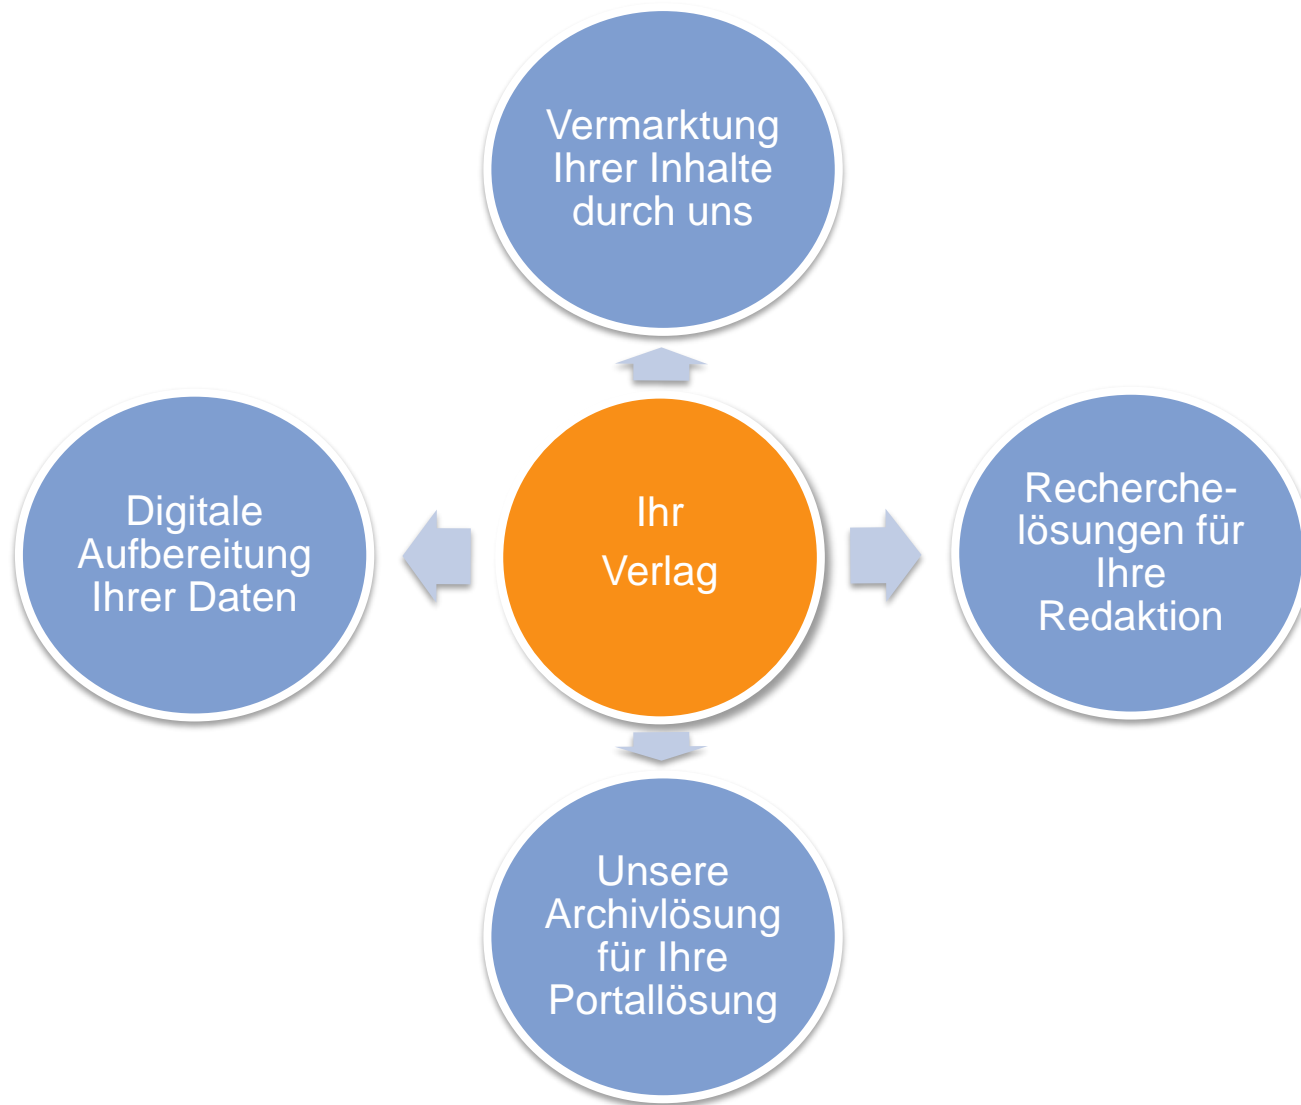 Vermarktung
Ihrer Inhalte
durch uns
Digitale
Aufbereitung
Ihrer Daten
Ihr
Verlag
Recherche-
lösungen für
Ihre
Redaktion
Unsere
Archivlösung
für Ihre
Portallösung